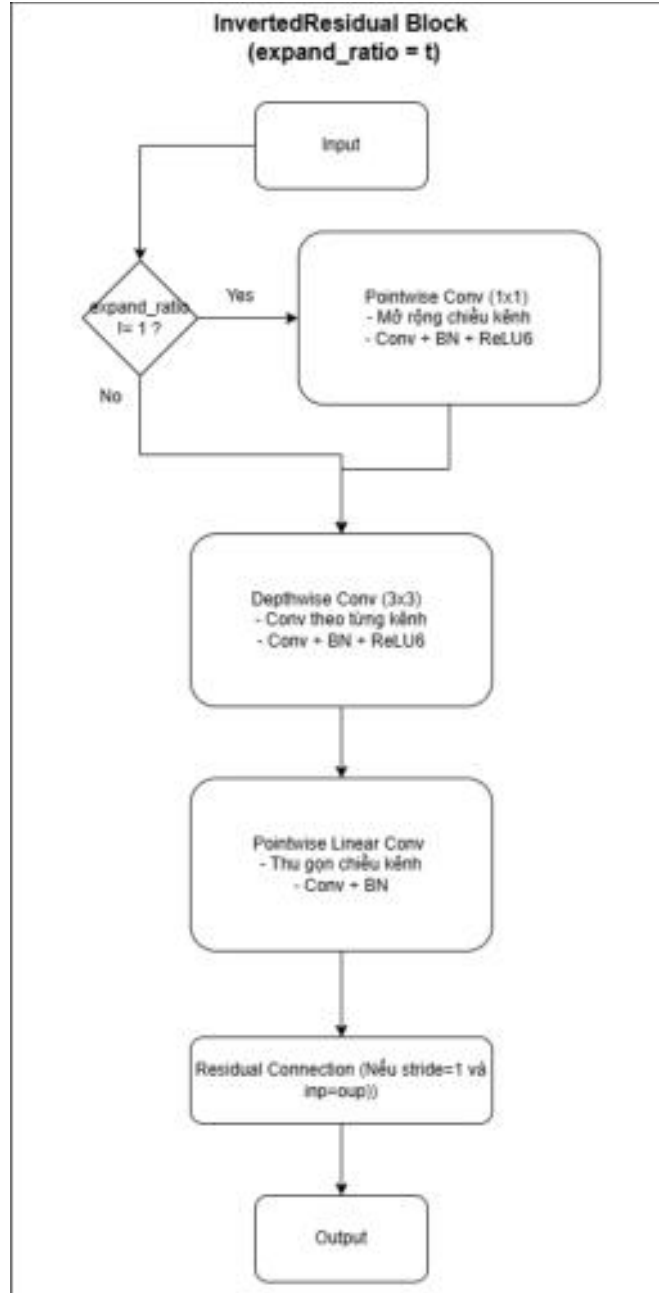 InvertedResidual Block
(expand_ratio = t)
Input
expand_ratio
!= 1 ?
Yes
Pointwise Conv (1x1)
- Mở rộng chiều kênh
- Conv + BN + ReLU6
No
Depthwise Conv (3x3)
- Conv theo từng kênh
- Conv + BN + ReLU6
Pointwise Linear Conv
- Thu gọn chiều kênh
- Conv + BN
Residual Connection (Nếu stride=1 và
inp=oup))
Output